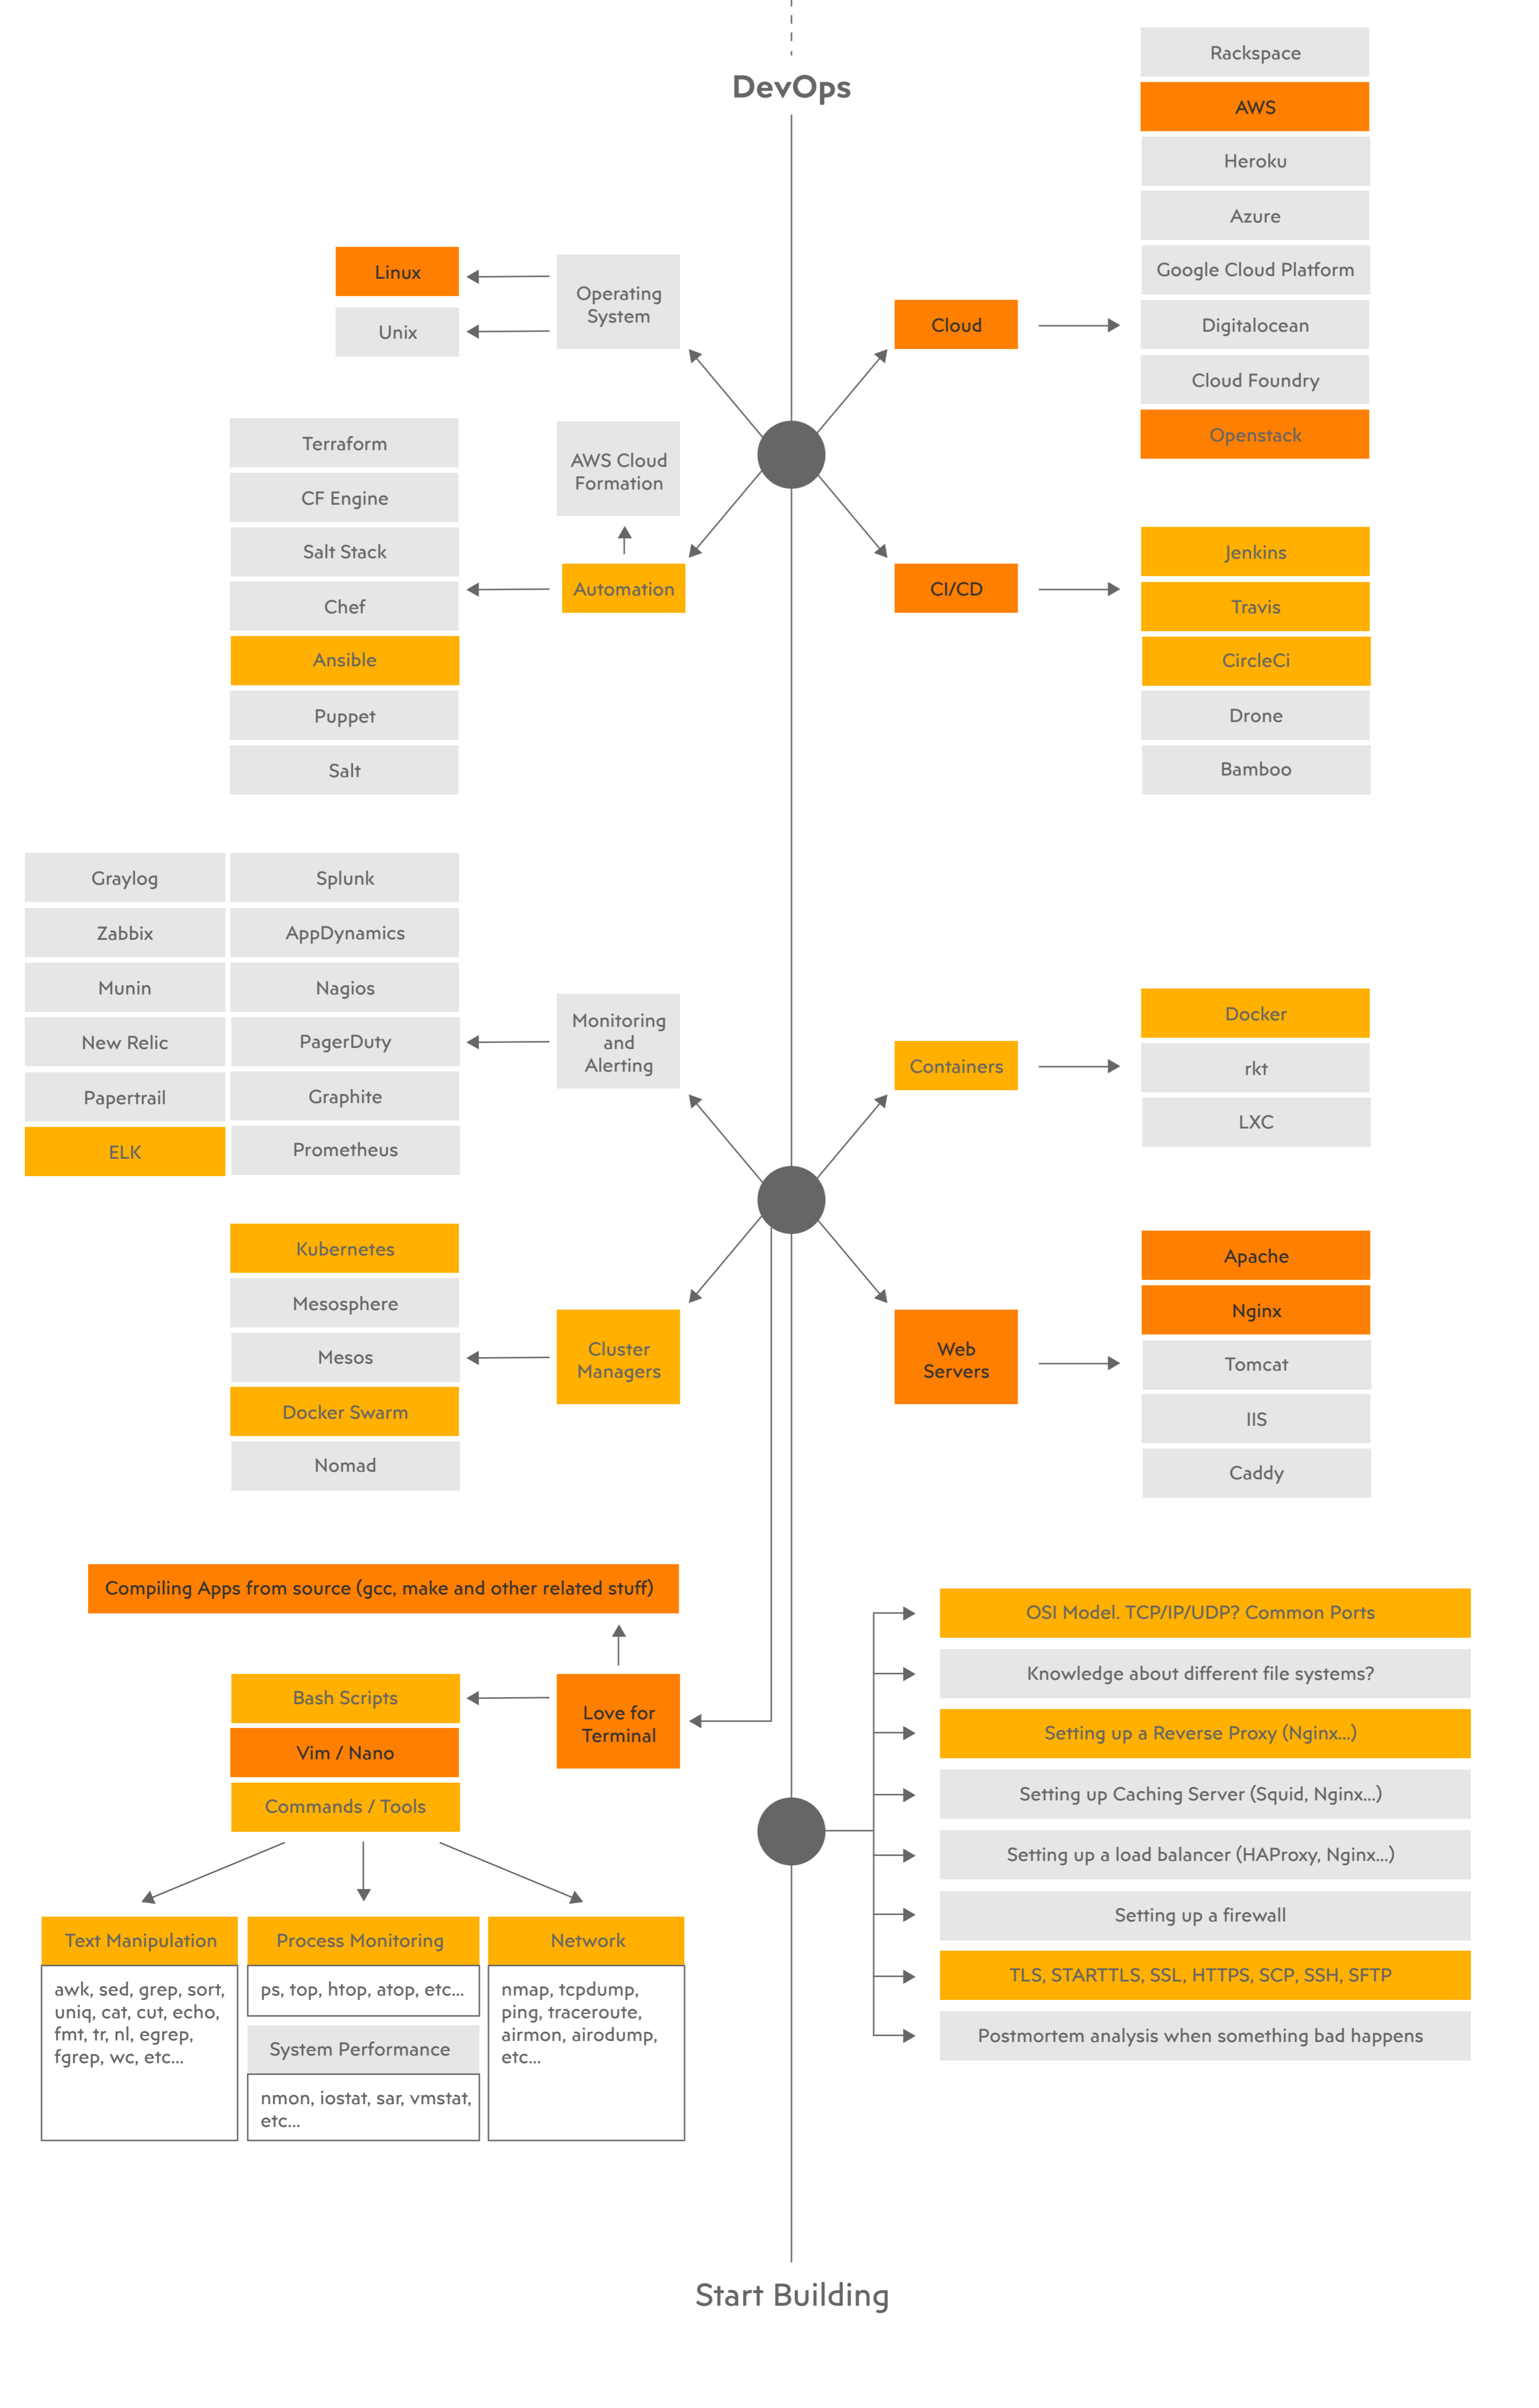 DevOps
Rackspace
AWS
Heroku
Azure
Google Cloud Platform
Digitalocean
Cloud Foundry
Openstack
Cloud
Linux
Unix
Operating
System
AWS Cloud
Formation
Automation
Terraform
CF Engine
Salt Stack
Chef
Ansible
Puppet
Salt
CI/CD
Jenkins
Travis
CircleCi
Drone
Bamboo
Graylog
Zabbix
Munin
New Relic
Papertrail
ELK
Splunk
AppDynamics
Nagios
PagerDuty
Graphite
Prometheus
Monitoring
and
Alerting
Containers
Docker
rkt
LXC
Kubernetes
Mesosphere
Mesos
Docker Swarm
Nomad
Cluster
Managers
Web
Servers
Apache
Nginx
Tomcat
IIS
Caddy
Compiling Apps from source (gcc, make and other related stuff)
Love for
Terminal
Bash Scripts
Vim / Nano
Commands / Tools
Text Manipulation
awk, sed, grep, sort,
uniq, cat, cut, echo,
fmt, tr, nl, egrep,
fgrep, wc, etc...
Process Monitoring
ps, top, htop, atop, etc...
System Performance
nmon, iostat, sar, vmstat,
etc...
Network
nmap, tcpdump,
ping, traceroute,
airmon, airodump,
etc...
OSI Model. TCP/IP/UDP? Common Ports
Knowledge about different file systems?
Setting up a Reverse Proxy (Nginx...)
Setting up Caching Server (Squid, Nginx...)
Setting up a load balancer (HAProxy, Nginx...)
Setting up a firewall
TLS, STARTTLS, SSL, HTTPS, SCP, SSH, SFTP
Postmortem analysis when something bad happens
Start Building